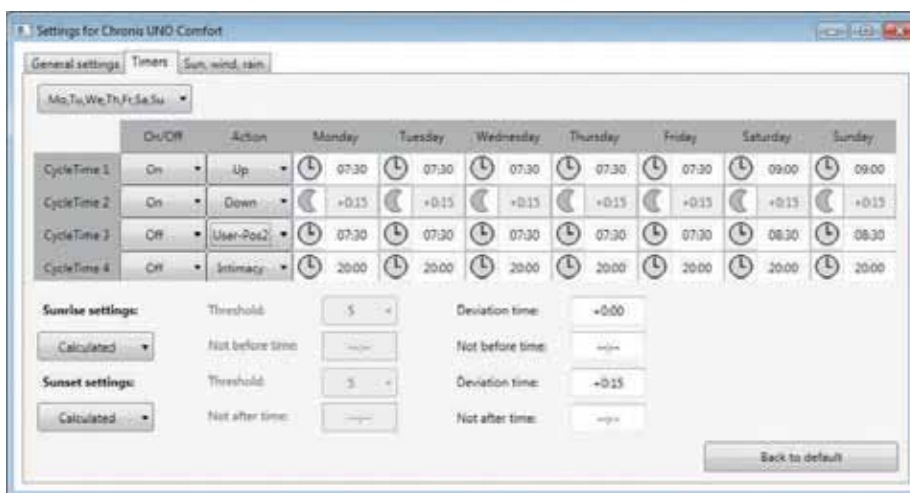 Settings for Chronis UNO Comfort
General settings Timers Sun, wind, rain
Mo,Tu,We,Th,Fr,Sa,Su
On/Off Action Monday Tuesday Wednesday Thursday Friday Saturday Sunday
CycleTime 1 On Up 07:30 07:30 07:30 07:30 07:30 09:00 09:00
CycleTime 2 On Down +0:15 +0:15 +0:15 +0:15 +0:15 +0:15 +0:15
CycleTime 3 Off User-Pos2 07:30 07:30 07:30 07:30 07:30 08:30 08:30
CycleTime 4 Off Intimacy 20:00 20:00 20:00 20:00 20:00 20:00 20:00
Sunrise settings: Threshold: 5 Deviation time: +0:00
Calculated Not before time: --:-- Not before time: --:--
Sunset settings: Threshold: 5 Deviation time: +0:15
Calculated Not after time: --:-- Not after time: --:--
Back to default